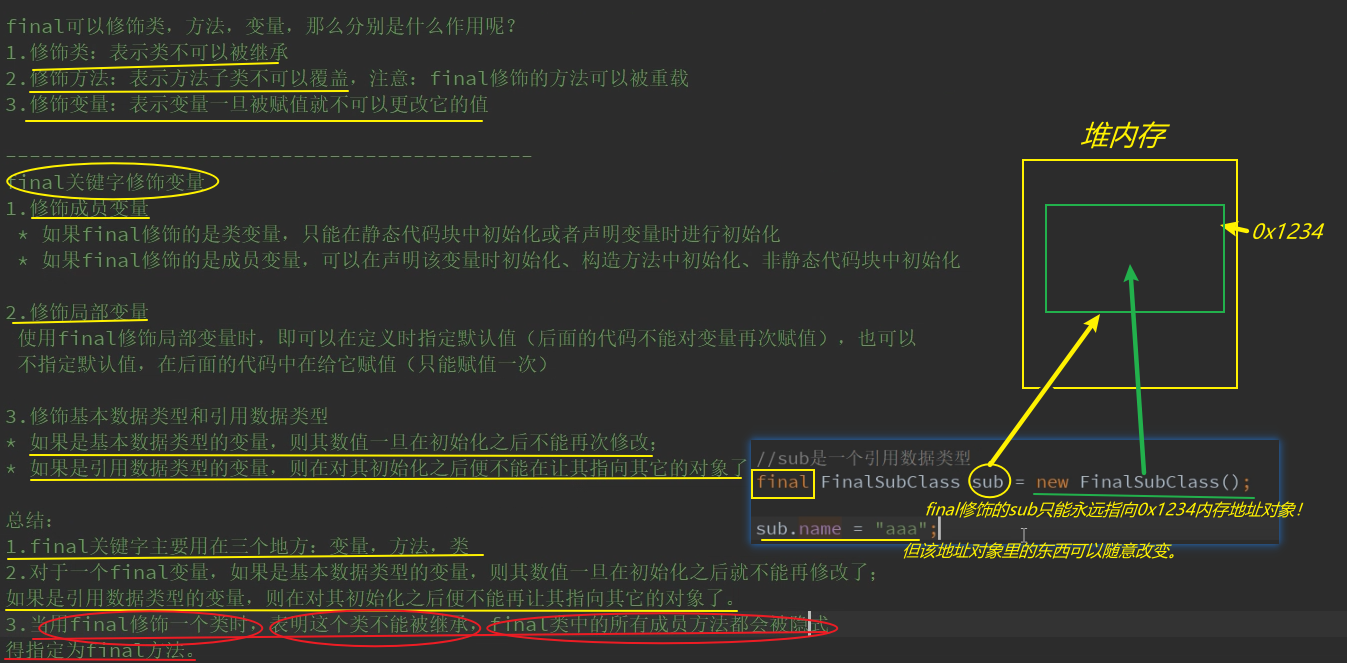 final可以修饰类，方法，变量，那么分别是什么作用呢？
1.修饰类：表示类不可以被继承
2.修饰方法：表示方法子类不可以覆盖，注意：final修饰的方法可以被重载
3.修饰变量：表示变量一旦被赋值就不可以更改它的值
--------------------------------------------
final关键字修饰变量
1.修饰成员变量
* 如果final修饰的是类变量，只能在静态代码块中初始化或者声明变量时进行初始化
* 如果final修饰的是成员变量，可以在声明该变量时初始化、构造方法中初始化、非静态代码块中初始化
2.修饰局部变量
使用final修饰局部变量时，即可以在定义时指定默认值（后面的代码不能对变量再次赋值），也可以
不指定默认值，在后面的代码中在给它赋值（只能赋值一次）
3.修饰基本数据类型和引用数据类型
* 如果是基本数据类型的变量，则其数值一旦在初始化之后不能再次修改；
* 如果是引用数据类型的变量，则在对其初始化之后便不能在让其指向其它的对象了
总结：
1.final关键字主要用在三个地方：变量，方法，类
2.对于一个final变量，如果是基本数据类型的变量，则其数值一旦在初始化之后就不能再修改了；
如果是引用数据类型的变量，则在对其初始化之后便不能再让其指向其它的对象了。
3.当用final修饰一个类时，表明这个类不能被继承，final类中的所有成员方法都会被隐式
得指定为final方法。
堆内存
0x1234
//sub是一个引用数据类型
final FinalSubClass sub = new FinalSubClass();
final修饰的sub只能永远指向0x1234内存地址对象！
sub.name = "aaa";
但该地址对象里的东西可以随意改变。